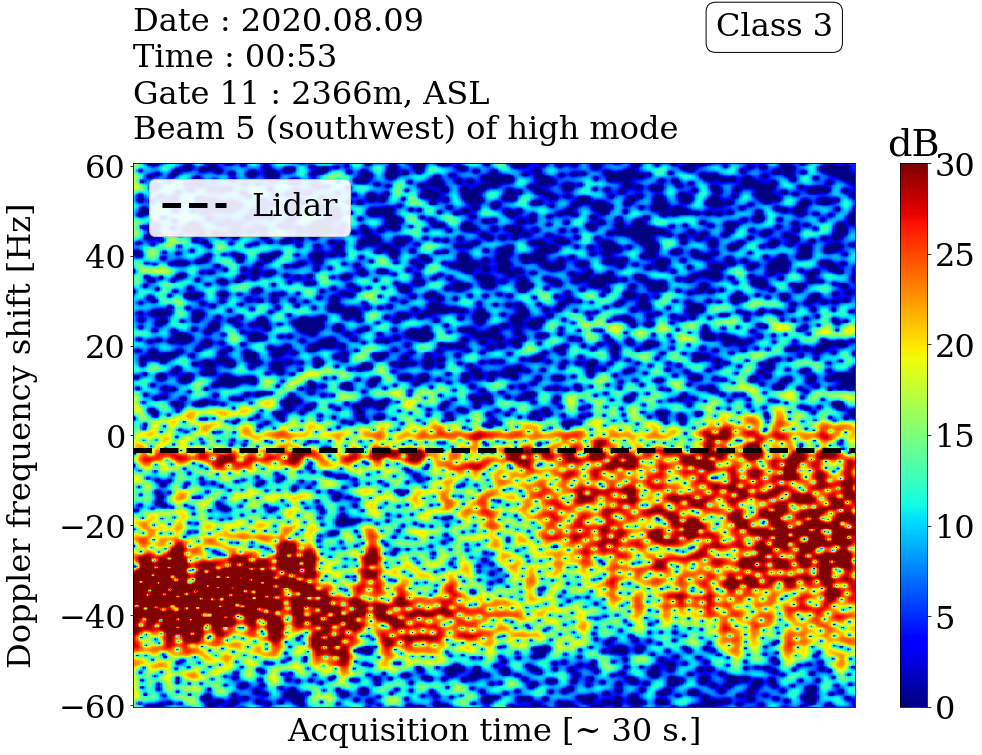 Date : 2020.08.09
Class 3
Time : 00:53
Gate 11 : 2366m, ASL
Beam 5 (southwest) of high mode
dB
60
40
20
0
−20
−40
−60
Doppler frequency shift [Hz]
Lidar
30
25
20
15
10
5
0
Acquisition time [~ 30 s.]